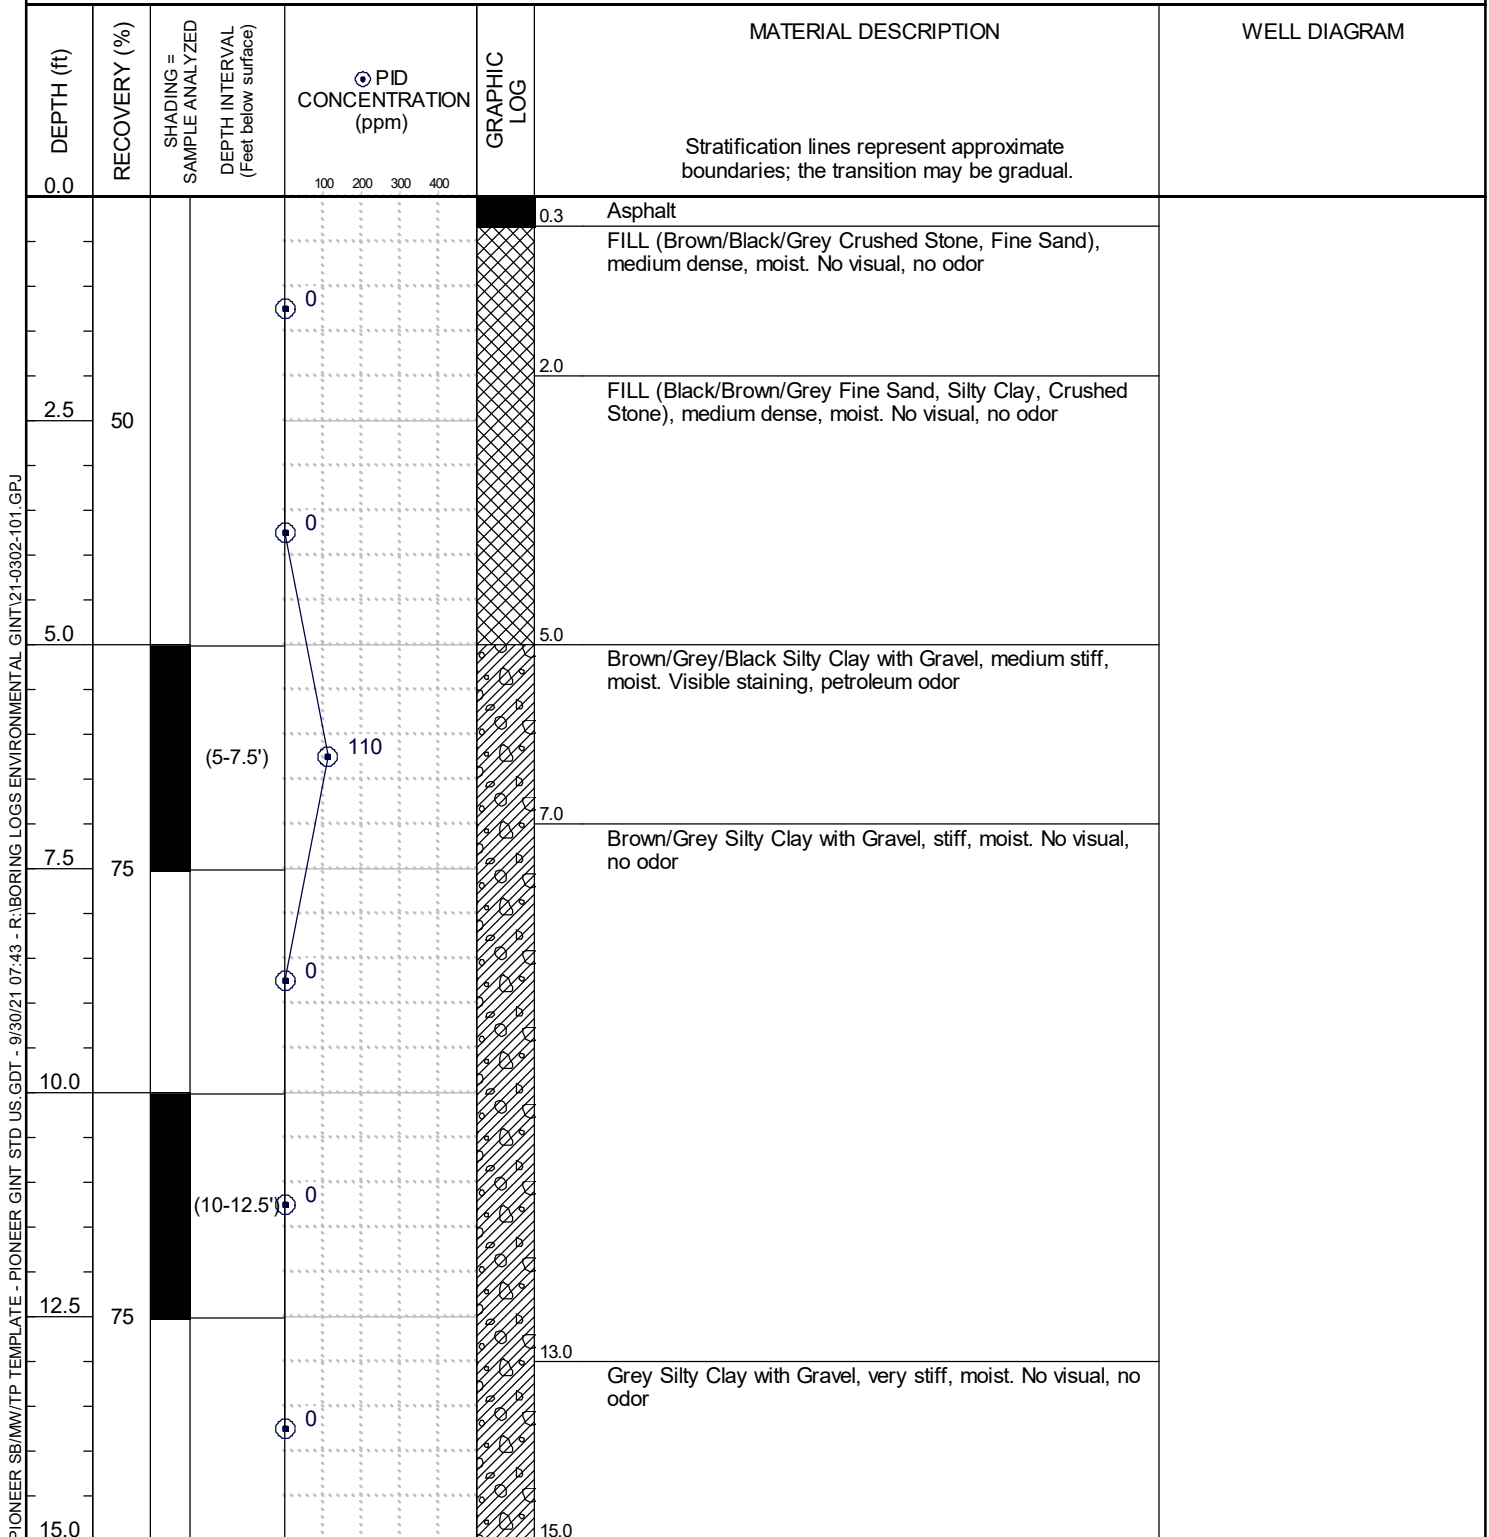 DEPTH (ft)
RECOVERY (%)
SHADING =
SAMPLE ANALYZED
DEPTH INTERVAL
(Feet below surface)
PID
CONCENTRATION
(ppm)
GRAPHIC
LOG
MATERIAL DESCRIPTION
Stratification lines represent approximate
boundaries; the transition may be gradual.
WELL DIAGRAM
0.0
100 200 300 400
0.3 Asphalt
FILL (Brown/Black/Grey Crushed Stone, Fine Sand),
medium dense, moist. No visual, no odor
0
2.0
FILL (Black/Brown/Grey Fine Sand, Silty Clay, Crushed
Stone), medium dense, moist. No visual, no odor
2.5
50
0
5.0
5.0
Brown/Grey/Black Silty Clay with Gravel, medium stiff,
moist. Visible staining, petroleum odor
(5-7.5')
110
7.0
Brown/Grey Silty Clay with Gravel, stiff, moist. No visual,
no odor
7.5
75
0
10.0
(10-12.5')
0
12.5
75
13.0
Grey Silty Clay with Gravel, very stiff, moist. No visual, no
odor
0
15.0
15.0
PIONEER SB/MW/TP TEMPLATE - PIONEER GINT STD US.GDT - 9/30/21 07:43 - R:\BORING LOGS ENVIRONMENTAL GINT\21-0302-101.GPJ